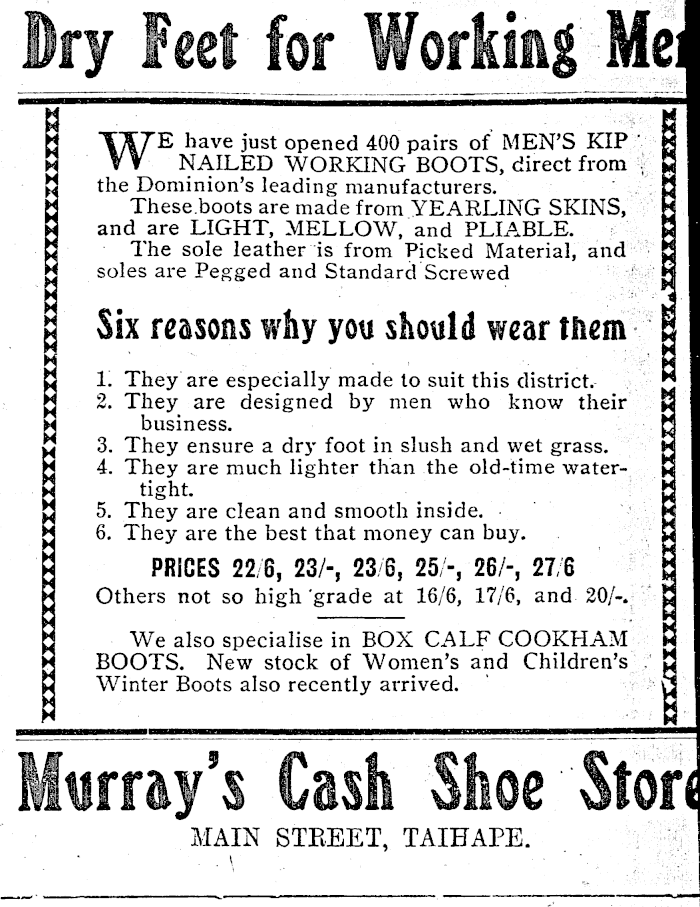 Dry Feet for Working Me
WE have just opened 400 pairs of MEN'S KIP
NAILED WORKING BOOTS, direct from
the Dominion's leading manufacturers.
These boots are made from YEARLING SKINS,
and are LIGHT, MELLOW, and PLIABLE.
The sole leather is from Picked Material, and
soles are Pegged and Standard Screwed
Six reasons why you should wear them
1. They are especially made to suit this district.
2. They are designed by men who know their
business.
3. They ensure a dry foot in slush and wet grass.
4. They are much lighter than the old-time water-
tight.
5. They are clean and smooth inside.
6. They are the best that money can buy.
PRICES 22/6, 23/-, 23/6, 25/-, 26/-, 27/6
Others not so high grade at 16/6, 17/6, and 20/-.
We also specialise in BOX CALF COOKHAM
BOOTS. New stock of Women's and Children's
Winter Boots also recently arrived.
Murray's Cash Shoe Store
MAIN STREET, TAIHAPE.